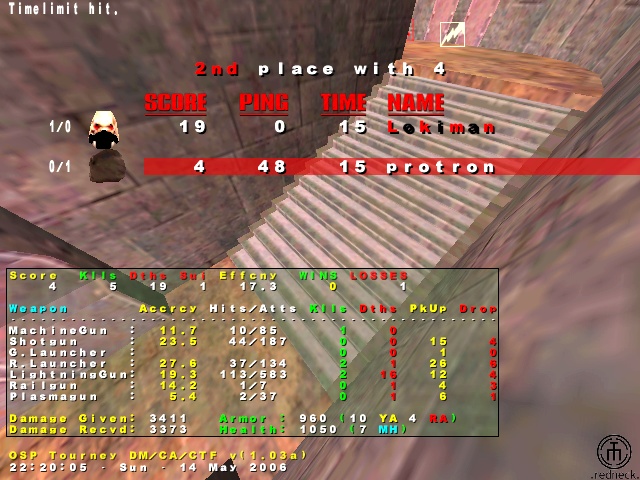 Timelimit hit.
2nd place with 4
SCORE PING TIME NAME
1/0 19 0 15 Lekiman
0/1 4 48 15 protron
Score Klls Dths Sui Effcny WINS LOSSES
4 5 19 1 17.3 0 1
Weapon Accrcy Hits/Atts Klls Dths PkUp Drop
MachineGun : 11.7 10/85 1 0
Shotgun : 23.5 44/187 0 0 15 4
G.Launcher : 0 0 1 0
R.Launcher : 27.6 37/134 2 1 26 6
LightningGun: 19.3 113/583 2 16 12 4
Railgun : 14.2 1/7 0 1 4 3
Plasmagun : 5.4 2/37 0 1 6 1
Damage Given: 3411 Armor : 960 (10 YA 4 RA)
Damage Recvd: 3373 Health: 1050 (7 MH)
OSP Tourney DM/CA/CTF v(1.03a)
22:20:05 - Sun - 14 May 2006
.redneck.